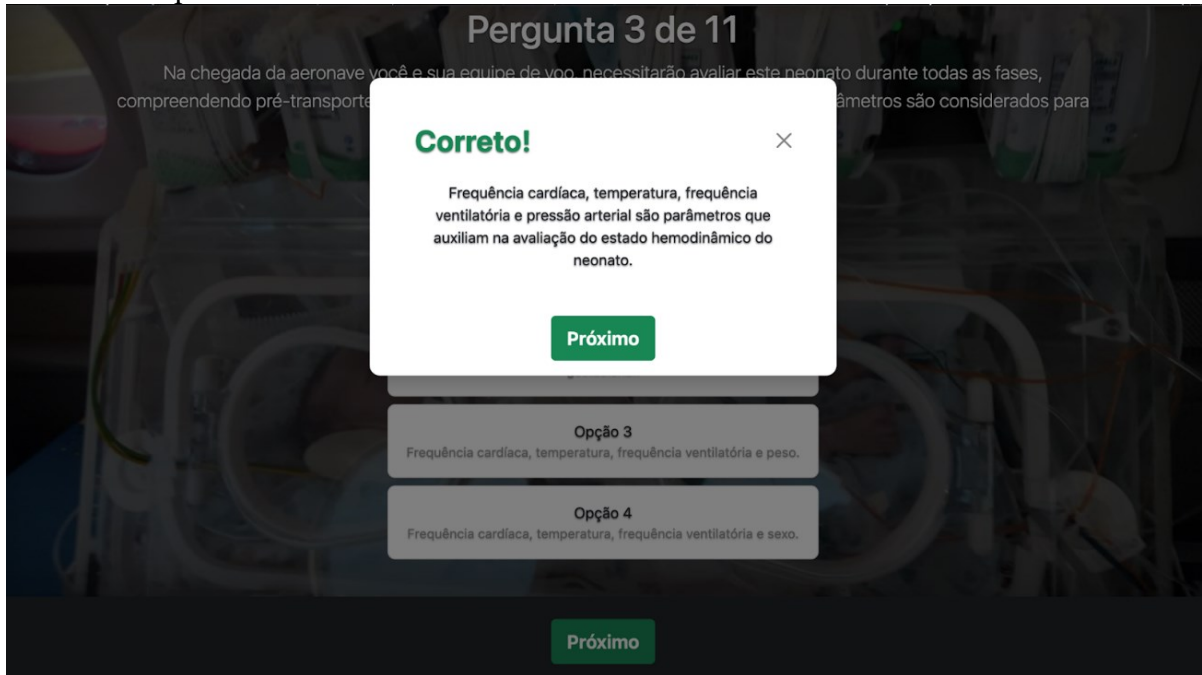 Pergunta 3 de 11
Na chegada da aeronave você e sua equipe de voo, necessitarão avaliar este neonato durante todas as fases,
compreendendo pré-transporte
âmetros são considerados para
Correto!
Frequência cardíaca, temperatura, frequência
ventilatória e pressão arterial são parâmetros que
auxiliam na avaliação do estado hemodinâmico do
neonato.
Próximo
Opção 3
Frequência cardíaca, temperatura, frequência ventilatória e peso.
Opção 4
Frequência cardíaca, temperatura, frequência ventilatória e sexo.
Próximo